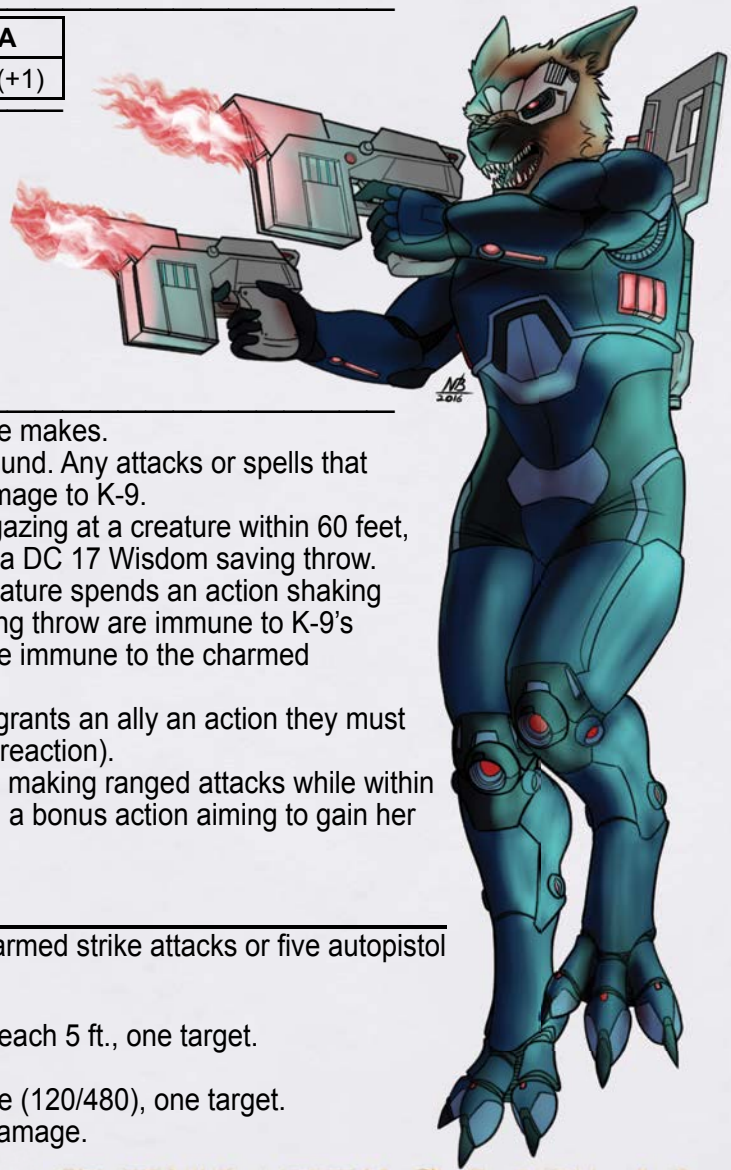 A
(+1)
NB
2016
e makes.
und. Any attacks or spells that
mage to K-9.
gazing at a creature within 60 feet,
a DC 17 Wisdom saving throw.
ature spends an action shaking
ng throw are immune to K-9's
e immune to the charmed
grants an ally an action they must
reaction).
making ranged attacks while within
a bonus action aiming to gain her
armed strike attacks or five autopistol
each 5 ft., one target.
e (120/480), one target.
amage.